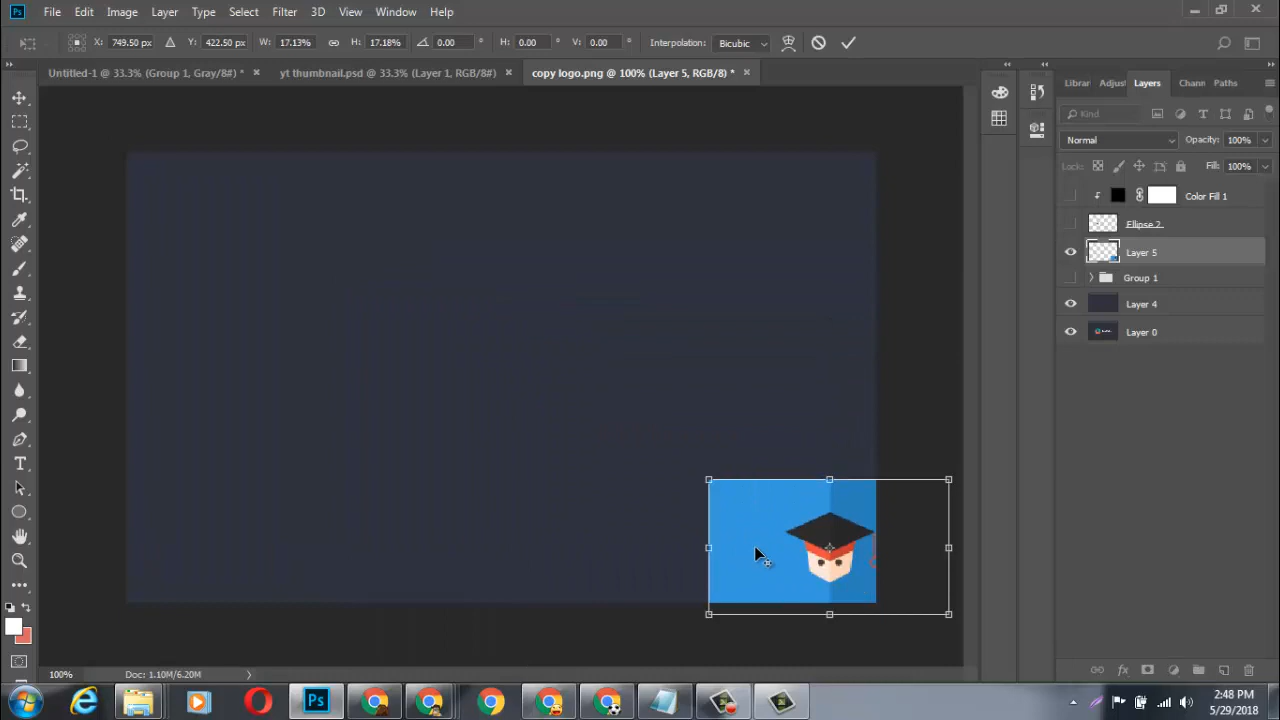 Ps File Edit Image Layer Type Select Filter 3D View Window Help
X: 749.50 px Y: 422.50 px W: 17.13% H: 17.18% 0.00 ° H: 0.00 ° V: 0.00 ° Interpolation: Bicubic
Untitled-1 @ 33.3% (Group 1, Gray/8#) * × yt thumbnail.psd @ 33.3% (Layer 1, RGB/8#) × copy logo.png @ 100% (Layer 5, RGB/8) * ×
Librar Adjust Layers Chann Paths
Kind
Normal Opacity: 100%
Lock: Fill: 100%
Color Fill 1
Ellipse 2
Layer 5
Group 1
Layer 4
Layer 0
fx
100% Doc: 1.10M/6.20M
Ps
2:48 PM
5/29/2018